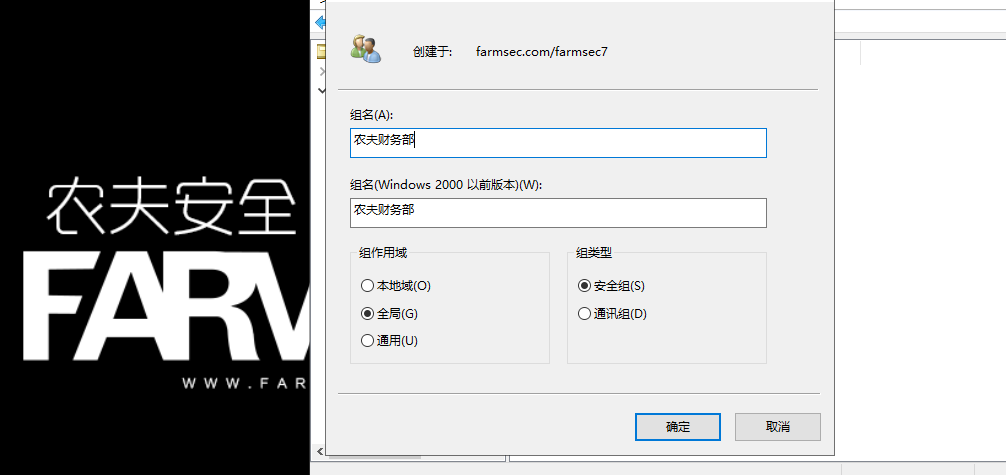 农夫安全
FARM
WWW.FAR
创建于: farmsec.com/farmsec7
组名(A):
农夫财务部
组名(Windows 2000 以前版本)(W):
农夫财务部
组作用域
本地域(O)
全局(G)
通用(U)
组类型
安全组(S)
通讯组(D)
确定
取消